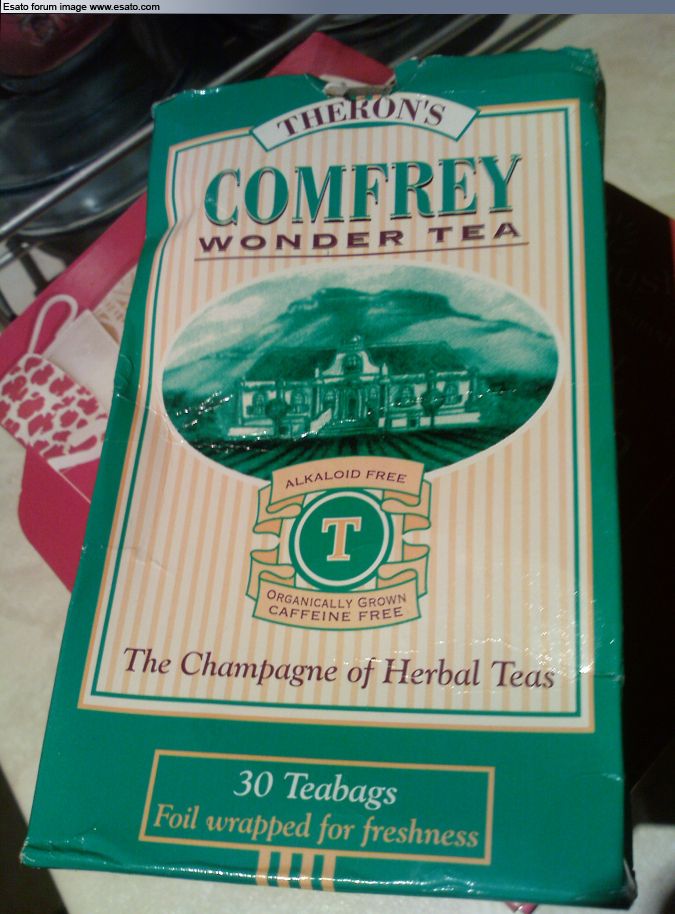 Esato forum image www.esato.com
THERON'S
COMFREY
WONDER TEA
ALKALOID FREE
T
ORGANICALLY GROWN
CAFFEINE FREE
The Champagne of Herbal Teas
30 Teabags
Foil wrapped for freshness